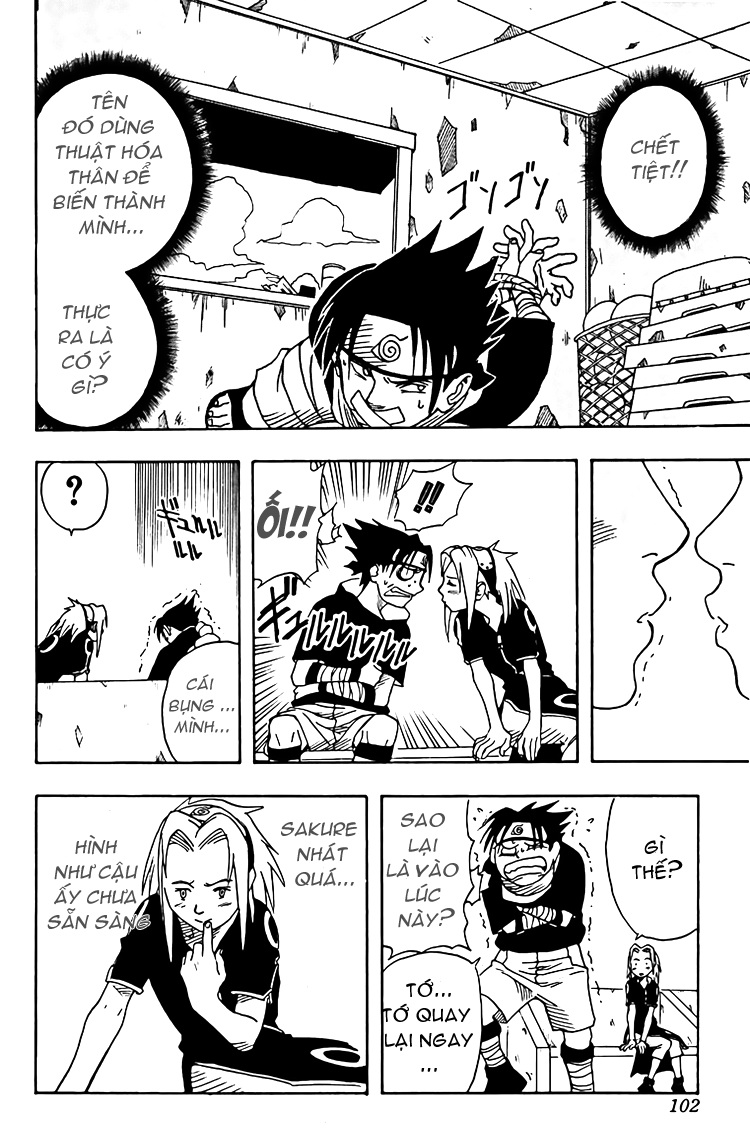 CHẾT
TIỆT!!
TÊN
ĐÓ DÙNG
THUẬT HÓA
THÂN ĐỂ
BIẾN THÀNH
MÌNH...
THỰC
RA LÀ
CÓ Ý
GÌ?
ゴソ
ゴソ
!!
ỐI!!
ギュルルルルルル
?
ギュルル
ルル
CÁI
BỤNG ...
MÌNH...
GÌ
THẾ?
SAO
LẠI
LÀ VÀO
LÚC
NÀY?
TỚ...
TỚ QUAY
LẠI NGAY
...
SAKURE
NHÁT
QUÁ...
HÌNH
NHƯ CẬU
ẤY CHƯA
SẴN SÀNG
102